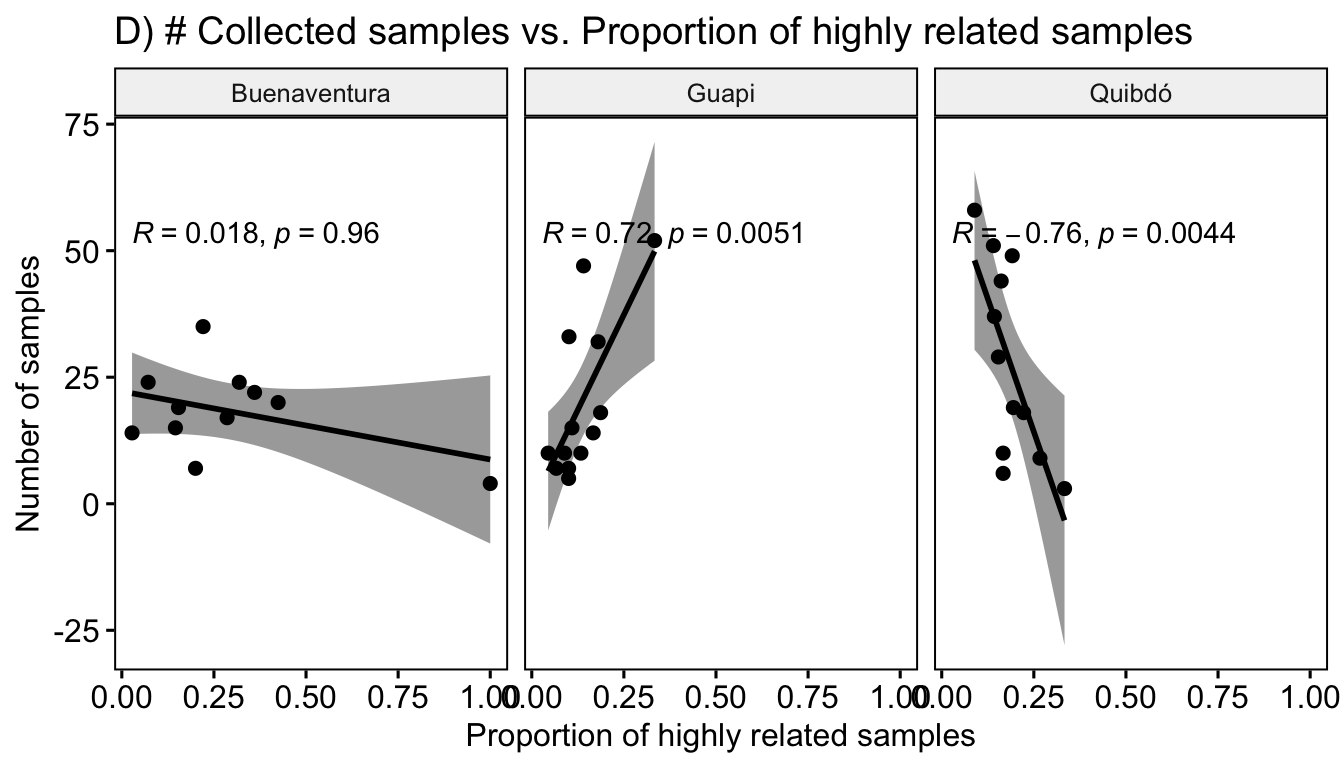 D) # Collected samples vs. Proportion of highly related samples
Buenaventura
Guapi
Quibdó
75
50
25
0
-25
Number of samples
R = 0.018, p = 0.96
R = 0.72, p = 0.0051
R = −0.76, p = 0.0044
0.00 0.25 0.50 0.75 1.00
0.00 0.25 0.50 0.75 1.00
0.00 0.25 0.50 0.75 1.00
Proportion of highly related samples